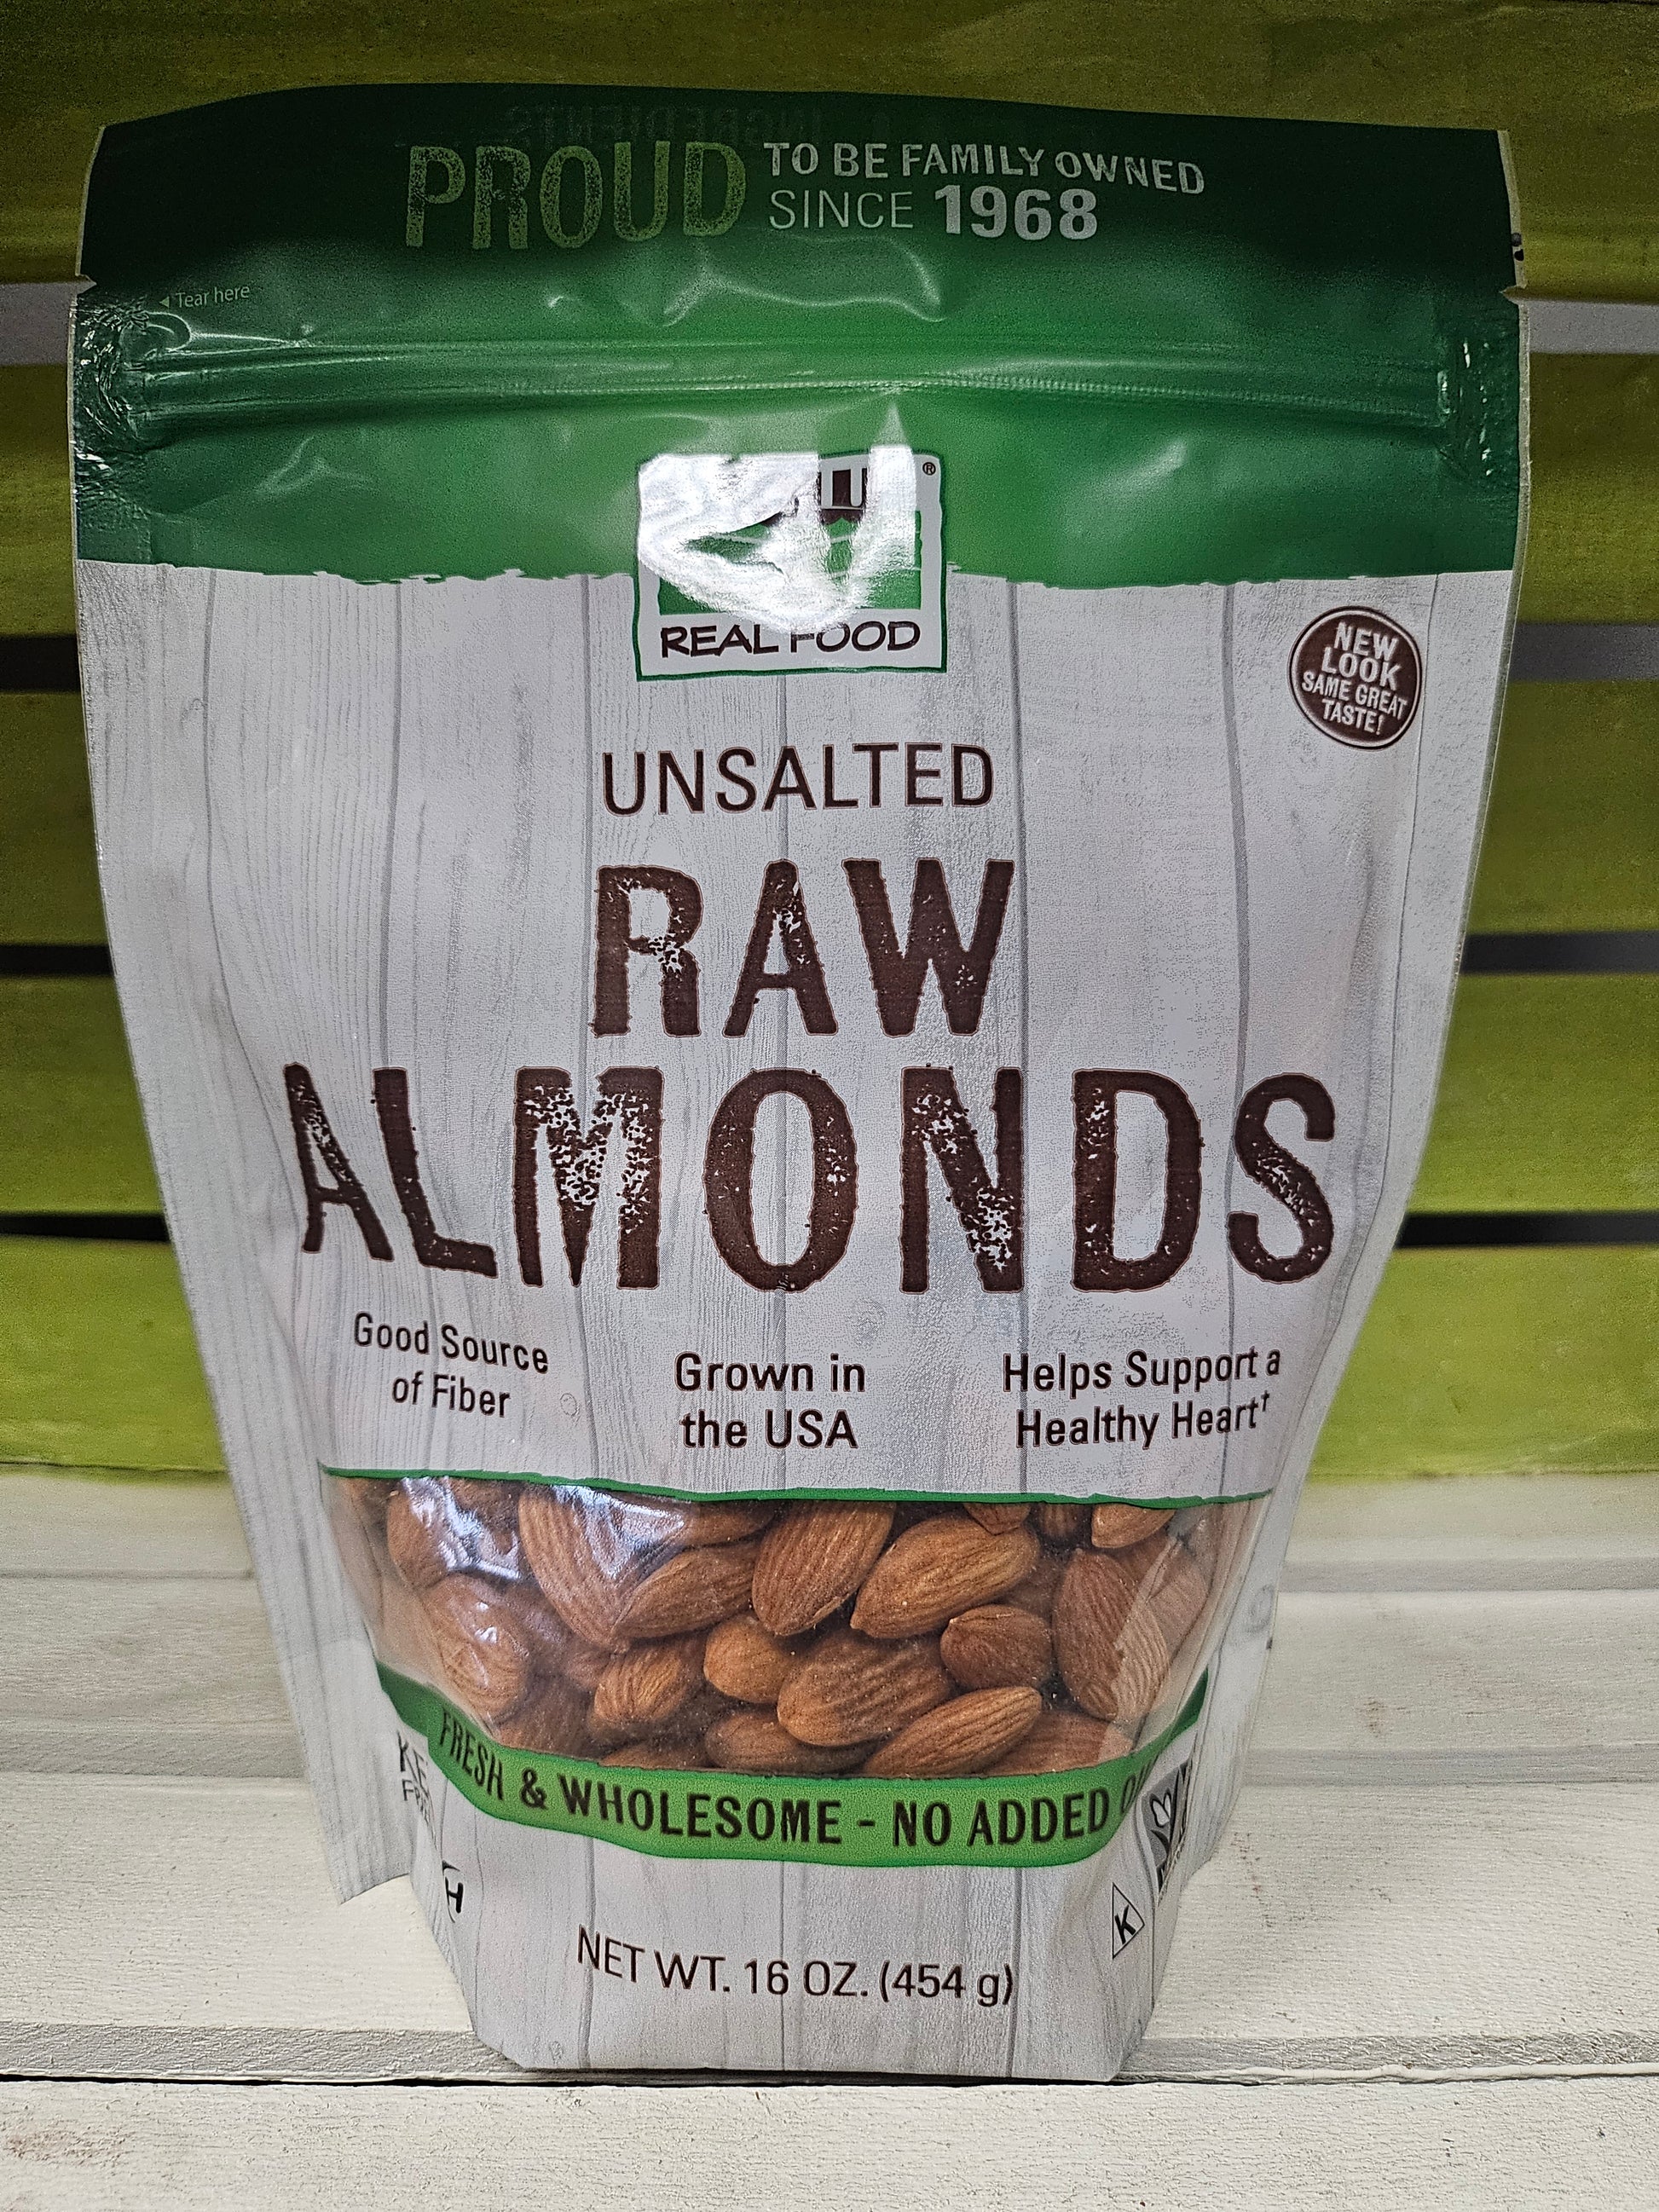 PROUD TO BE FAMILY OWNED
SINCE 1968
Tear here
®
REAL FOOD
NEW
LOOK
SAME GREAT
TASTE!
UNSALTED
RAW
ALMONDS
Good Source
of Fiber
Grown in
the USA
Helps Support a
Healthy Heart†
FRESH & WHOLESOME - NO ADDED
K
NET WT. 16 OZ. (454 g)